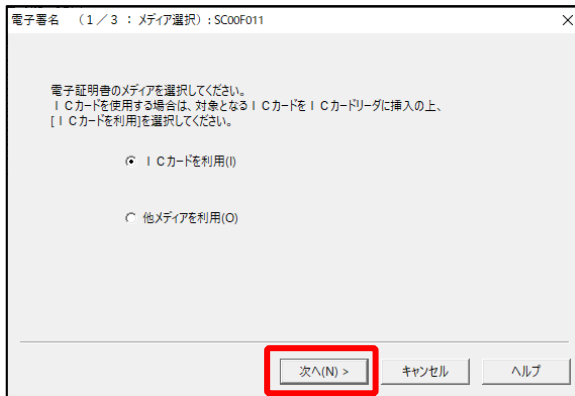 電子署名 (1/3 : メディア選択) : SC00F011
電子証明書のメディアを選択してください。
ICカードを使用する場合は、対象となるICカードをICカードリーダに挿入の上、
[ICカードを利用]を選択してください。
ICカードを利用(I)
他メディアを利用(O)
次へ(N) >
キャンセル
ヘルプ